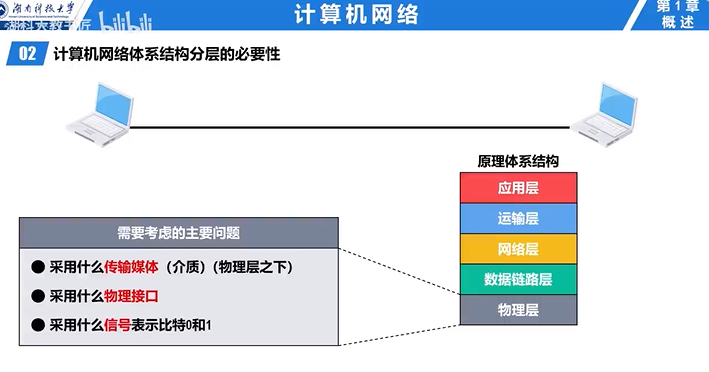 湖南科技大学
计算机网络
第1章
概述
湖科大教书匠
bilibili
02 计算机网络体系结构分层的必要性
原理体系结构
应用层
运输层
网络层
数据链路层
物理层
需要考虑的主要问题
● 采用什么传输媒体（介质）(物理层之下）
● 采用什么物理接口
● 采用什么信号表示比特0和1